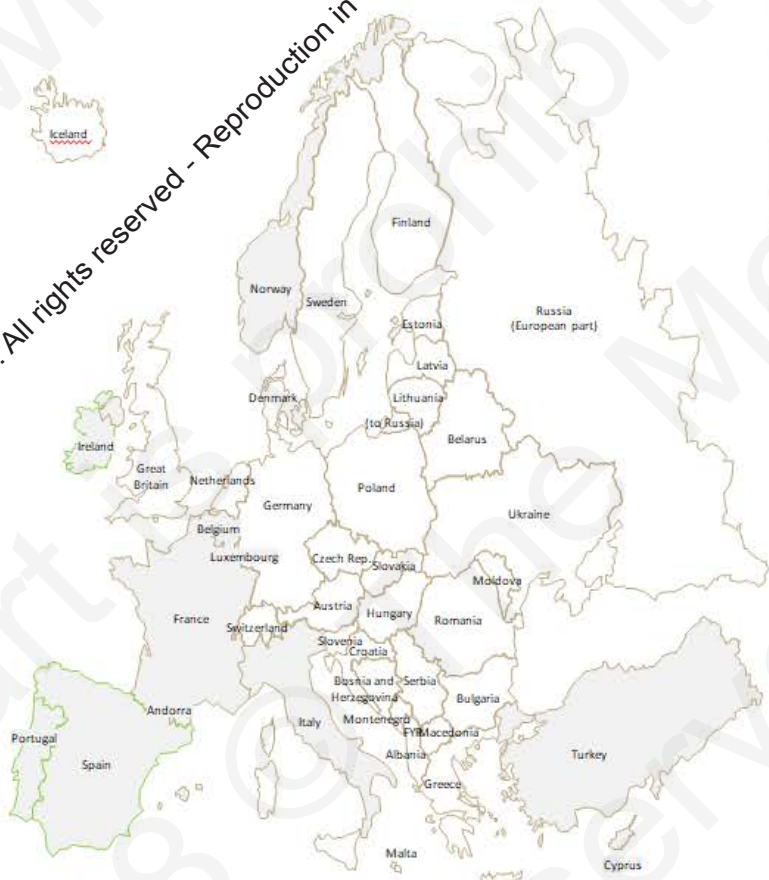 . All rights reserved - Reproduction in
Iceland
Finland
Norway
Sweden
Russia
(European part)
Estonia
Latvia
Denmark
Lithuania
(to Russia)
Belarus
Ireland
Great
Britain
Netherlands
Poland
Germany
Ukraine
Belgium
Luxembourg
Czech Rep.
Slovakia
Moldova
Austria
Hungary
France
Switzerland
Romania
Slovenia
Croatia
Bosnia and
Herzegovina
Serbia
Bulgaria
Andorra
Italy
Montenegro
FYRMacedonia
Portugal
Albania
Turkey
Spain
Greece
Malta
Cyprus